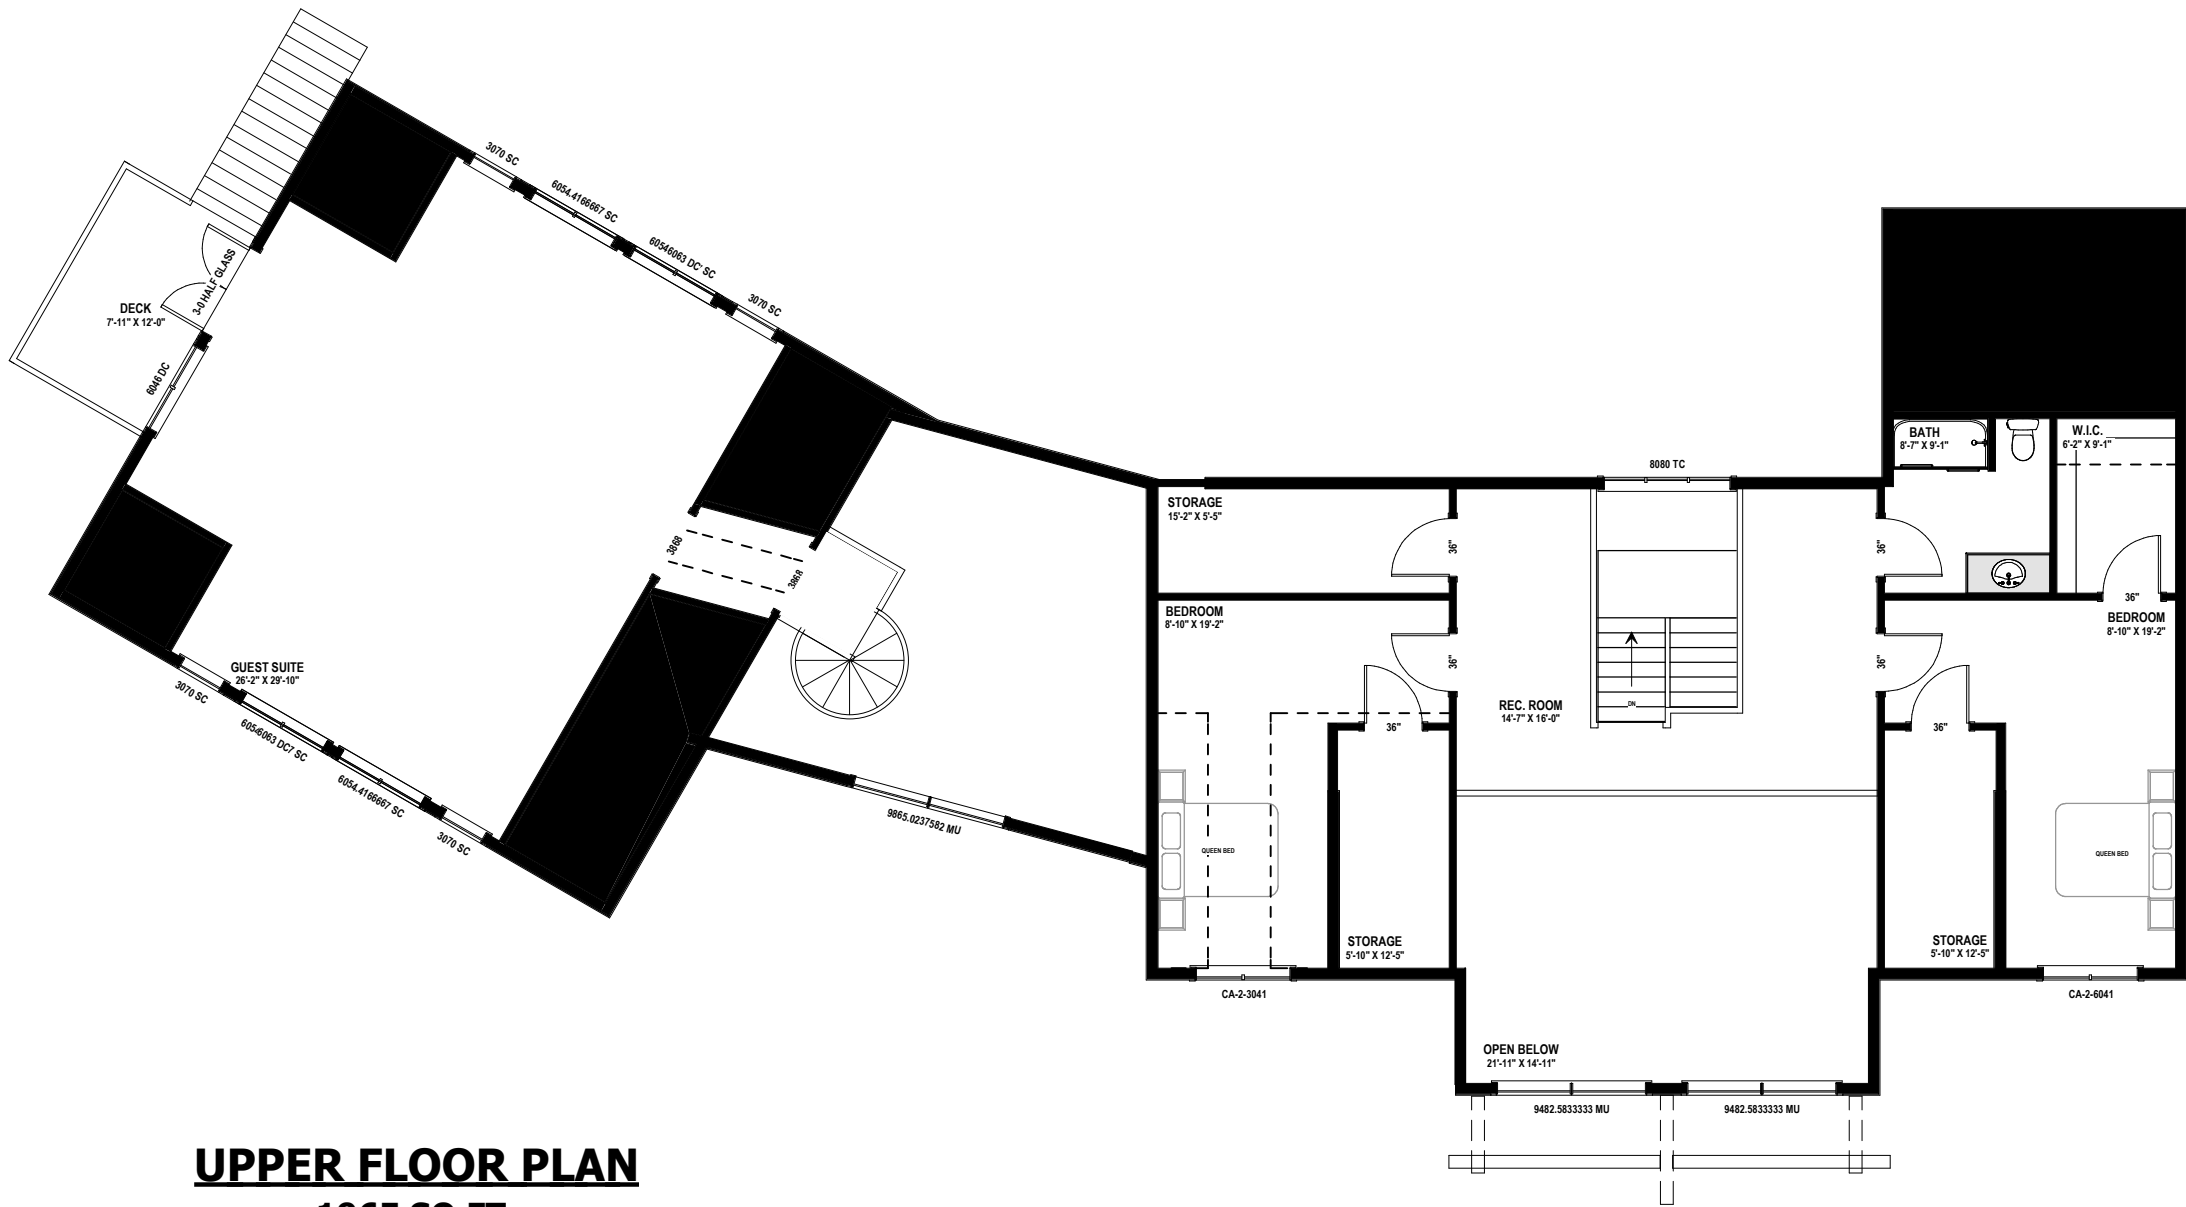 3070 SC
6054.4166667 SC
3070 SC
3-0 HALF GLASS
DECK
7'-11" X 12'-0"
6046 DC
3868
3868
GUEST SUITE
26'-2" X 29'-10"
3070 SC
6054.4166667 SC
3070 SC
9865.0237582 MU
8080 TC
STORAGE
15'-2" X 5'-5"
36"
36"
BATH
8'-7" X 9'-1"
W.I.C.
6'-2" X 9'-1"
36"
BEDROOM
8'-10" X 19'-2"
BEDROOM
8'-10" X 19'-2"
36"
36"
REC. ROOM
14'-7" X 16'-0"
DN
36"
36"
QUEEN BED
QUEEN BED
STORAGE
5'-10" X 12'-5"
STORAGE
5'-10" X 12'-5"
CA-2-3041
CA-2-6041
OPEN BELOW
21'-11" X 14'-11"
9482.5833333 MU
9482.5833333 MU
UPPER FLOOR PLAN